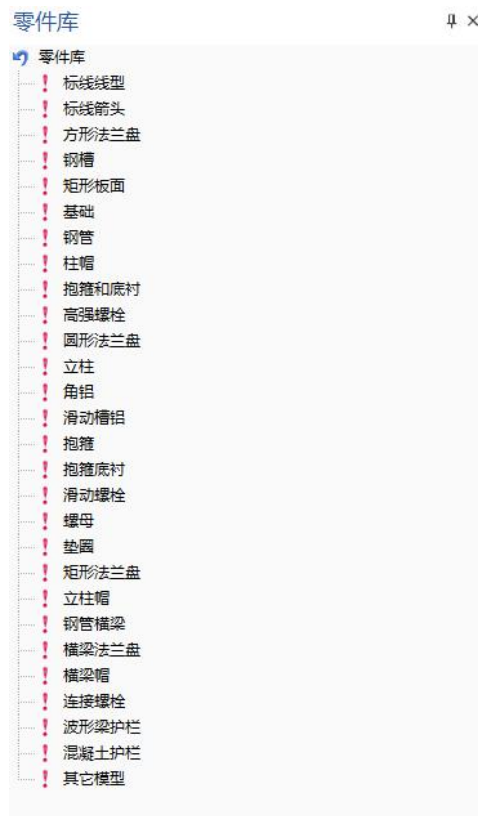 零件库
零件库
标线线型
标线箭头
方形法兰盘
钢槽
矩形板面
基础
钢管
柱帽
抱箍和底衬
高强螺栓
圆形法兰盘
立柱
角铝
滑动槽铝
抱箍
抱箍底衬
滑动螺栓
螺母
垫圈
矩形法兰盘
立柱帽
钢管横梁
横梁法兰盘
横梁帽
连接螺栓
波形梁护栏
混凝土护栏
其它模型